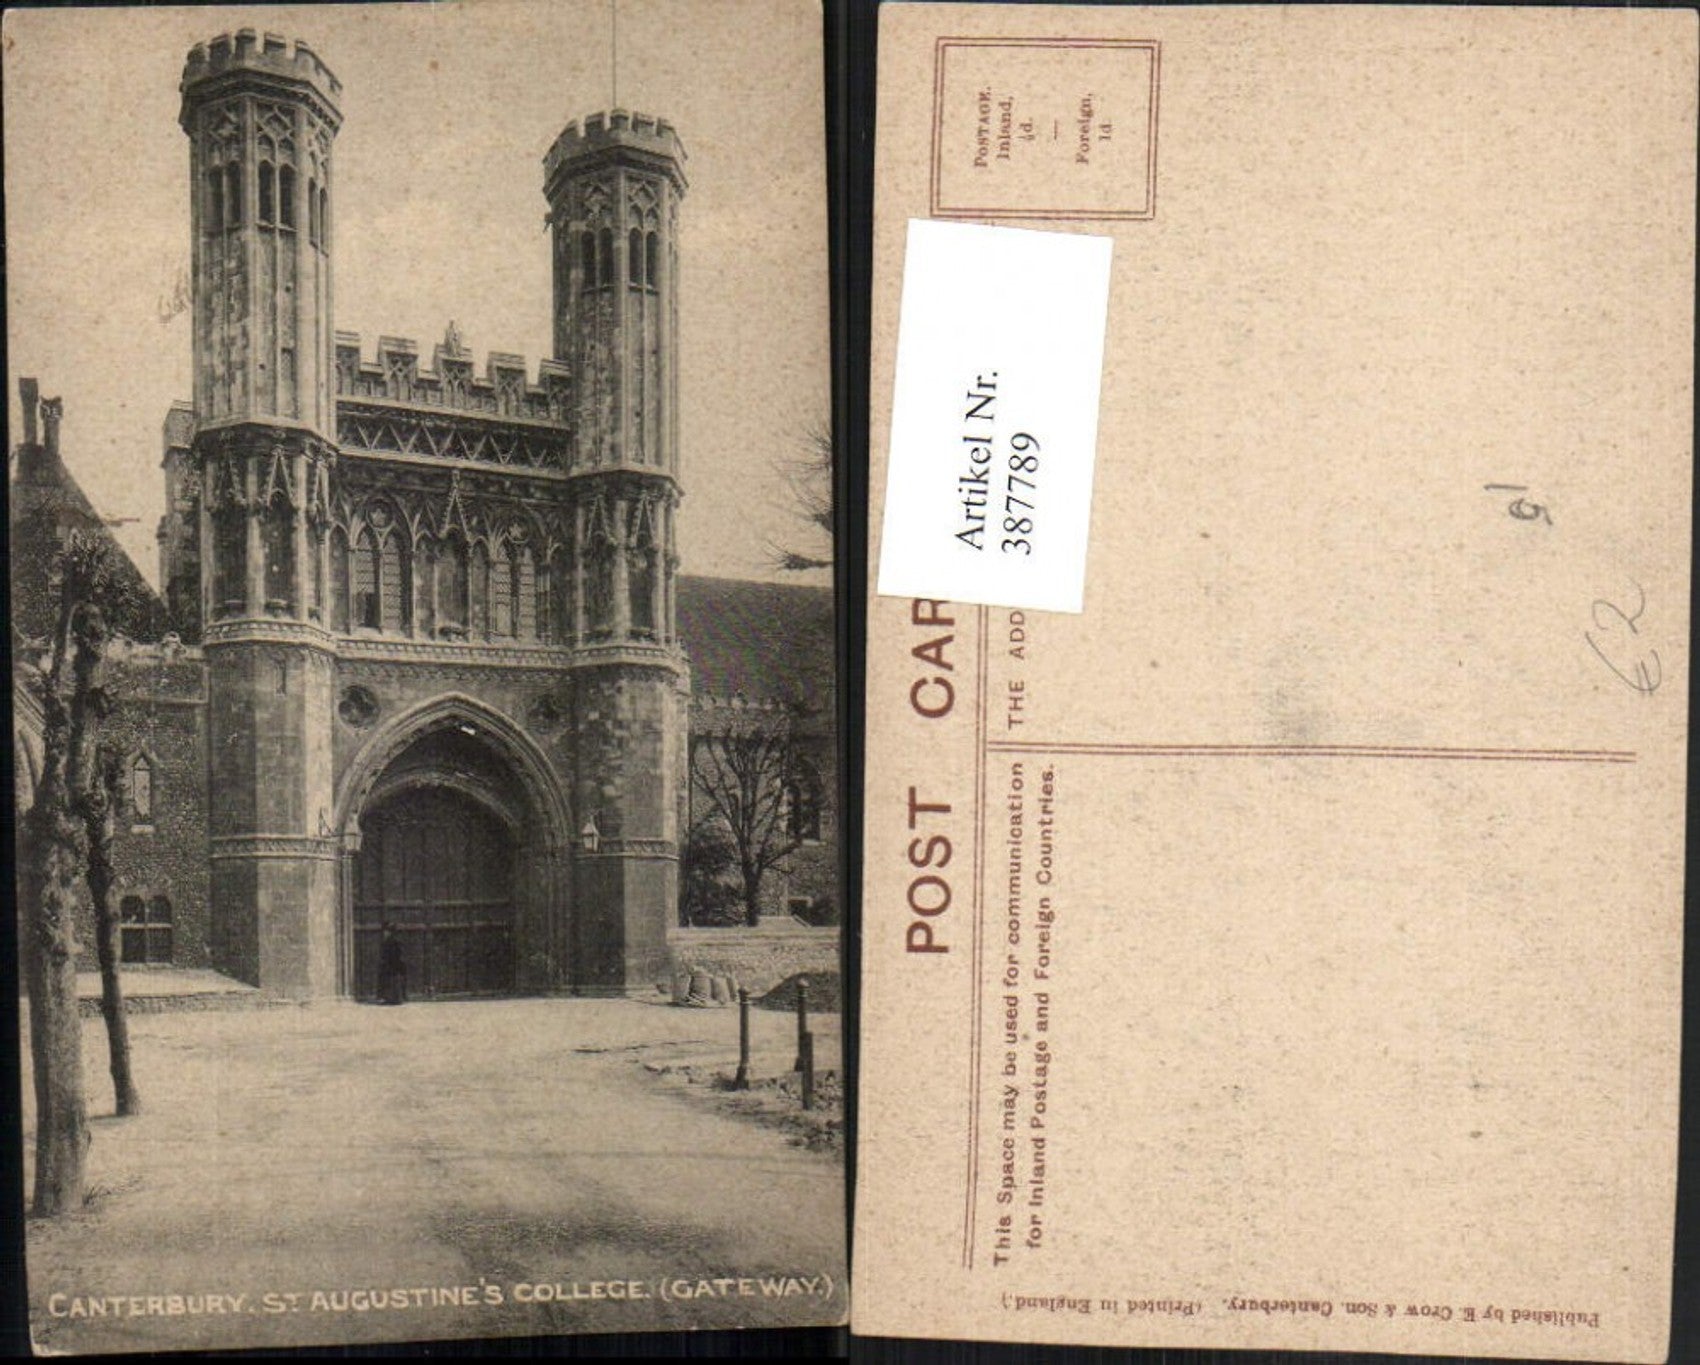 CANTERBURY. ST AUGUSTINE'S COLLEGE. (GATEWAY.)
POSTAGE.
Inland,
½d.
—
Foreign,
1d.
Artikel Nr.
387789
POST CAR
THE ADD
This Space may be used for communication
for Inland Postage and Foreign Countries.
€2
Published by E. Crow & Son, Canterbury. (Printed in England.)